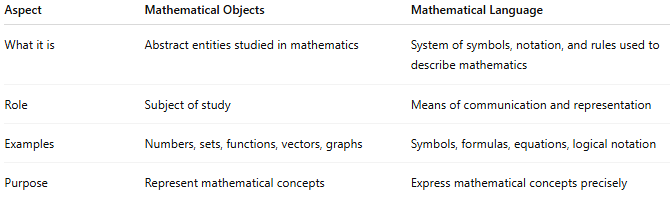 Aspect Mathematical Objects Mathematical Language
What it is Abstract entities studied in mathematics System of symbols, notation, and rules used to
describe mathematics
Role Subject of study Means of communication and representation
Examples Numbers, sets, functions, vectors, graphs Symbols, formulas, equations, logical notation
Purpose Represent mathematical concepts Express mathematical concepts precisely